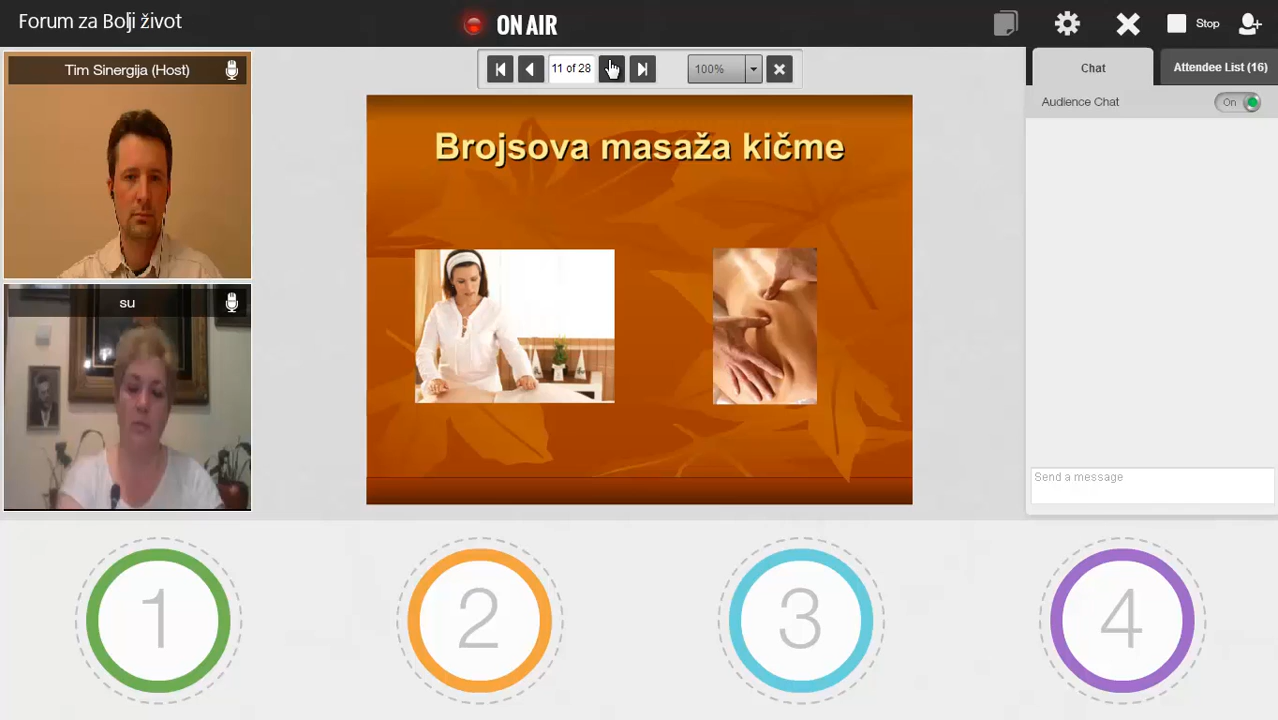 Forum za Bolji život
ON AIR
Stop
Tim Sinergija (Host)
su
11 of 28
100%
Brojsova masaža kičme
Chat
Attendee List (16)
Audience Chat
On
Send a message
1
2
3
4